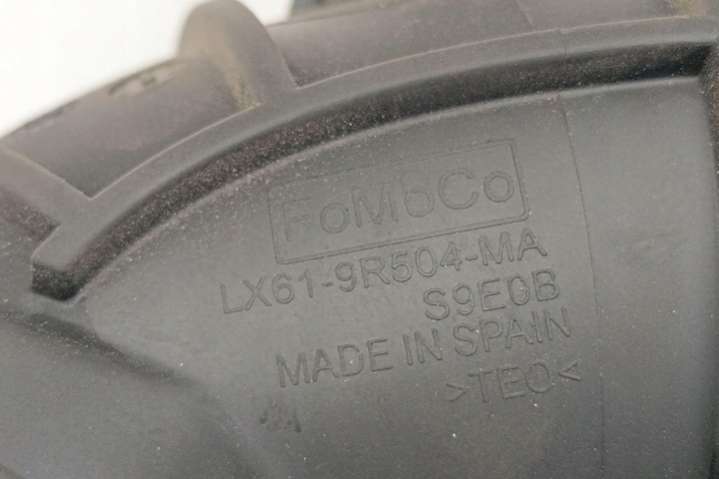 FoMoCo
LX61-9R504-MA
S9E0B
MADE IN SPAIN
>TEO<